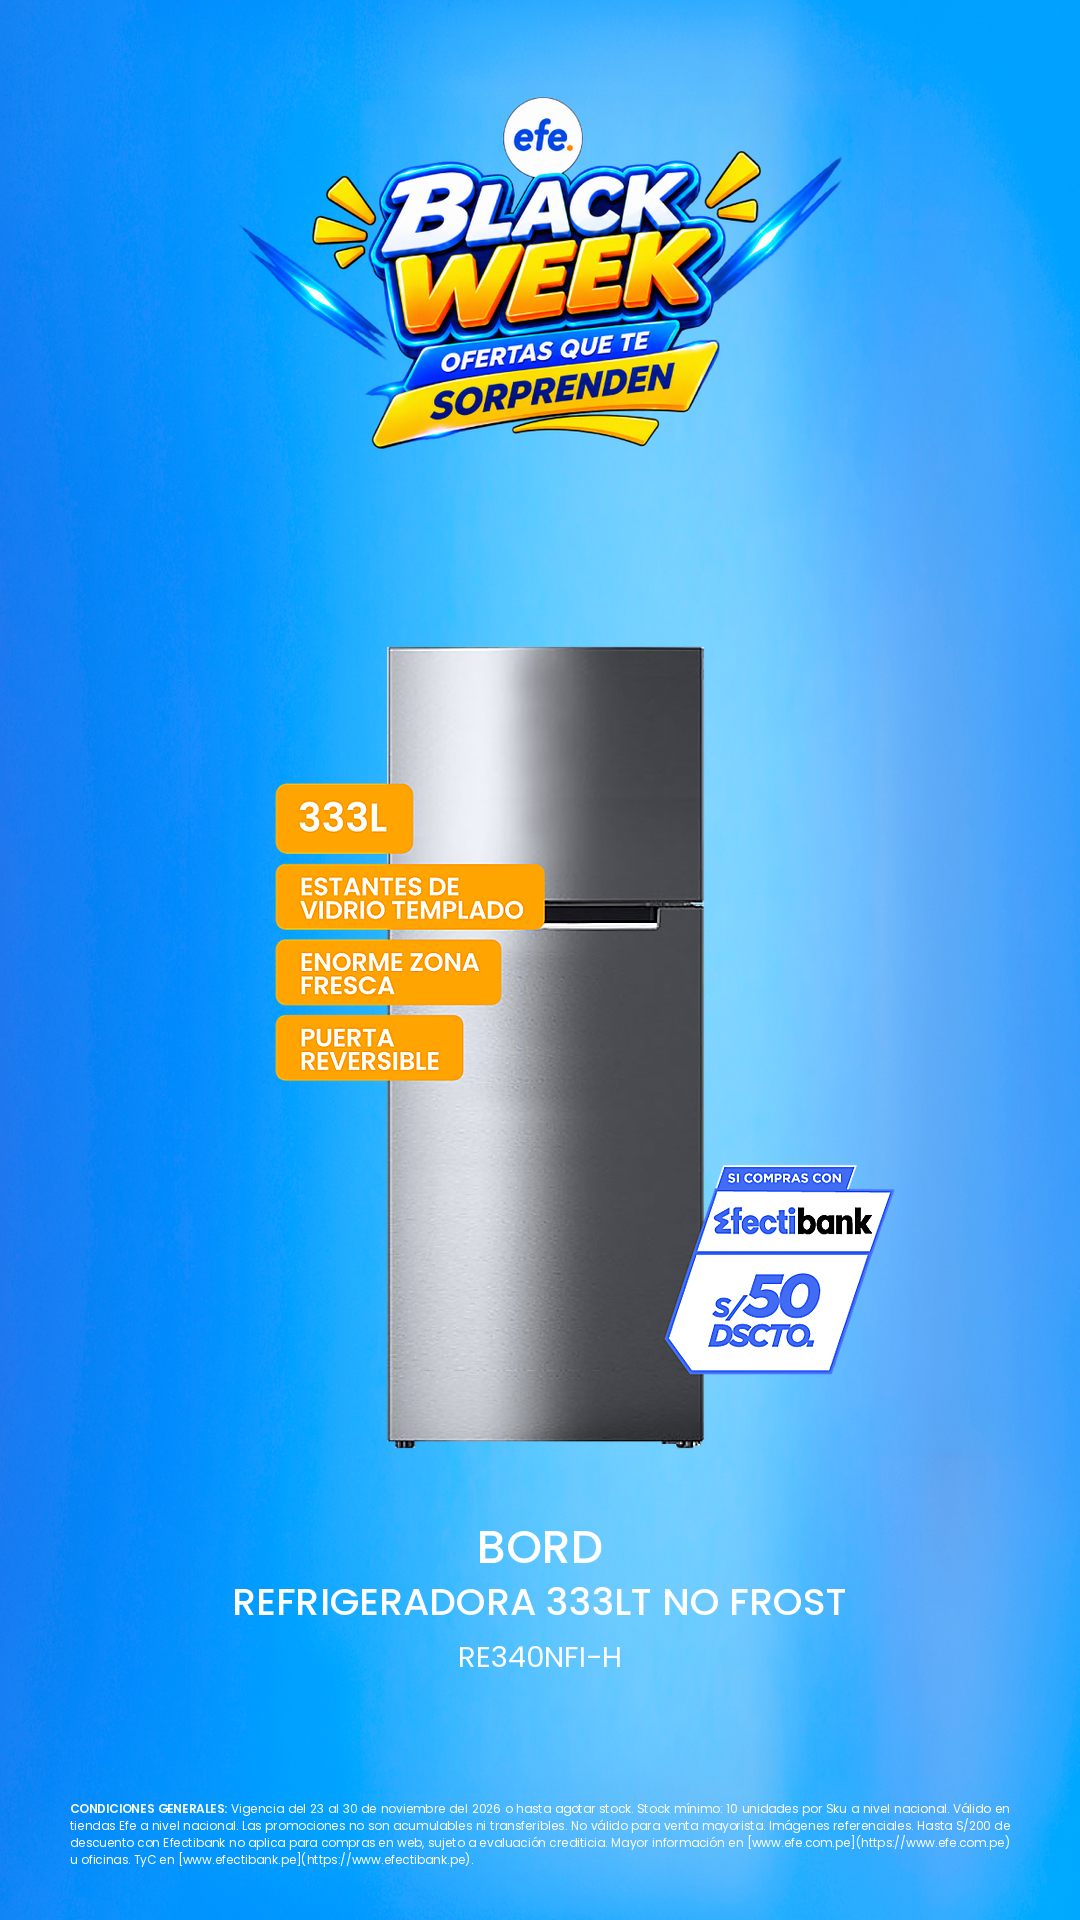 efe.
BLACK
WEEK
OFERTAS QUE TE
SORPRENDEN
333L
ESTANTES DE
VIDRIO TEMPLADO
ENORME ZONA
FRESCA
PUERTA
REVERSIBLE
SI COMPRAS CON
Efectibank
S/50
DSCTO.
BORD
REFRIGERADORA 333LT NO FROST
RE340NFI-H
CONDICIONES GENERALES: Vigencia del 23 al 30 de noviembre del 2026 o hasta agotar stock. Stock mínimo: 10 unidades por Sku a nivel nacional. Válido en
tiendas Efe a nivel nacional. Las promociones no son acumulables ni transferibles. No válido para venta mayorista. Imágenes referenciales. Hasta S/200 de
descuento con Efectibank no aplica para compras en web, sujeto a evaluación crediticia. Mayor información en [www.efe.com.pe](https://www.efe.com.pe)
u oficinas. TyC en [www.efectibank.pe](https://www.efectibank.pe).